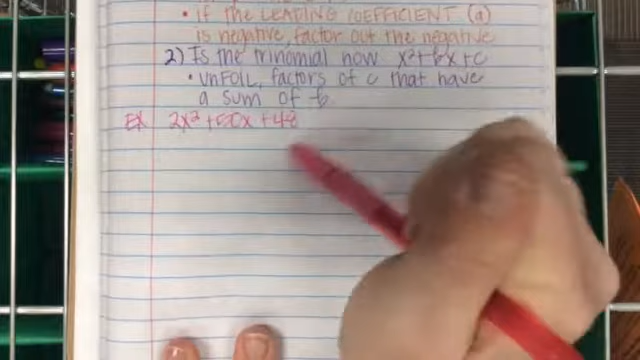 • if the LEADING COEFFICIENT (a)
is negative, factor out the negative
2) Is the trinomial now x²+bx+c
• UNFOIL, factors of c that have
a sum of b
EX 2x² +20x +48